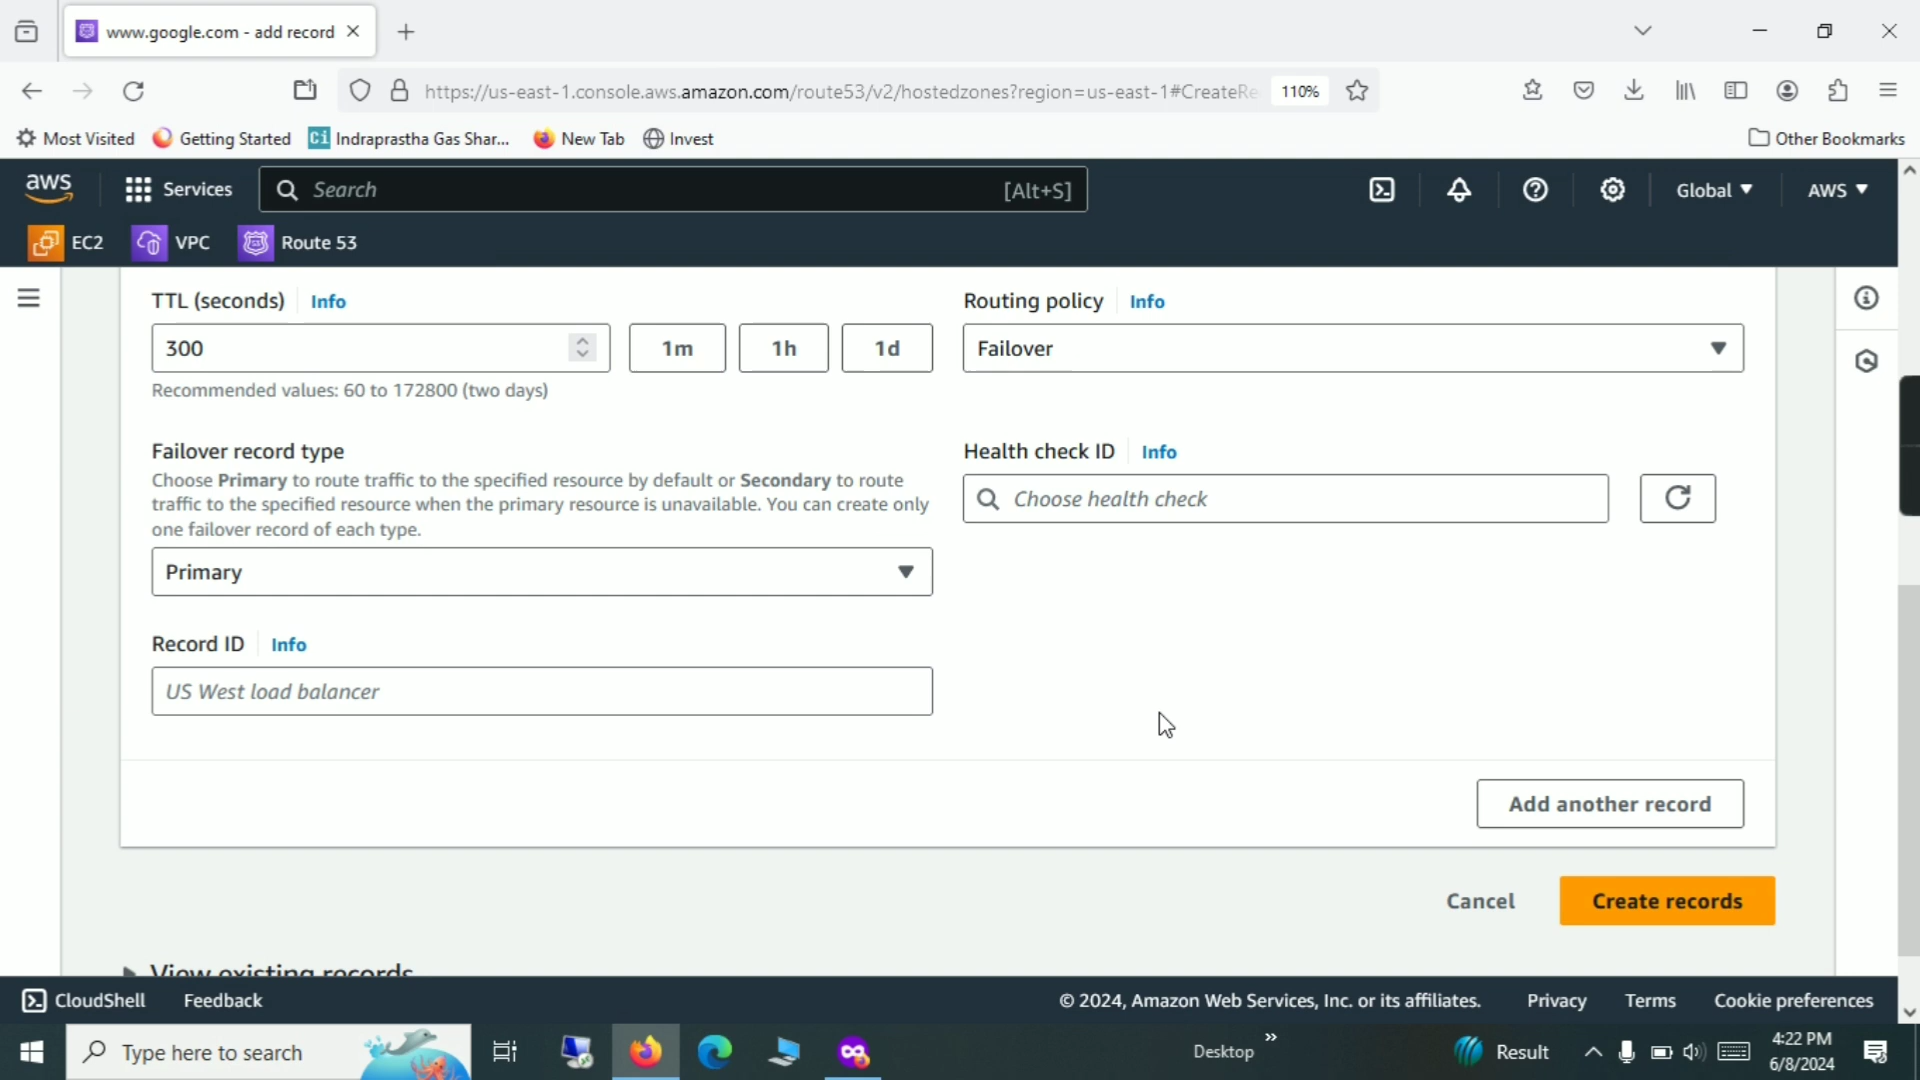 www.google.com - add record
https://us-east-1.console.aws.amazon.com/route53/v2/hostedzones?region=us-east-1#CreateRe
110%
Most Visited
Getting Started
Ci Indraprastha Gas Shar...
New Tab
Invest
Other Bookmarks
aws
Services
Search
[Alt+S]
Global
AWS
EC2
VPC
53 Route 53
TTL (seconds) Info
Routing policy Info
300
1m
1h
1d
Failover
Recommended values: 60 to 172800 (two days)
Failover record type
Health check ID Info
Choose Primary to route traffic to the specified resource by default or Secondary to route
traffic to the specified resource when the primary resource is unavailable. You can create only
one failover record of each type.
Choose health check
Primary
Record ID Info
US West load balancer
Add another record
Cancel
Create records
View existing records
CloudShell
Feedback
© 2024, Amazon Web Services, Inc. or its affiliates.
Privacy
Terms
Cookie preferences
Type here to search
Desktop
Result
4:22 PM
6/8/2024